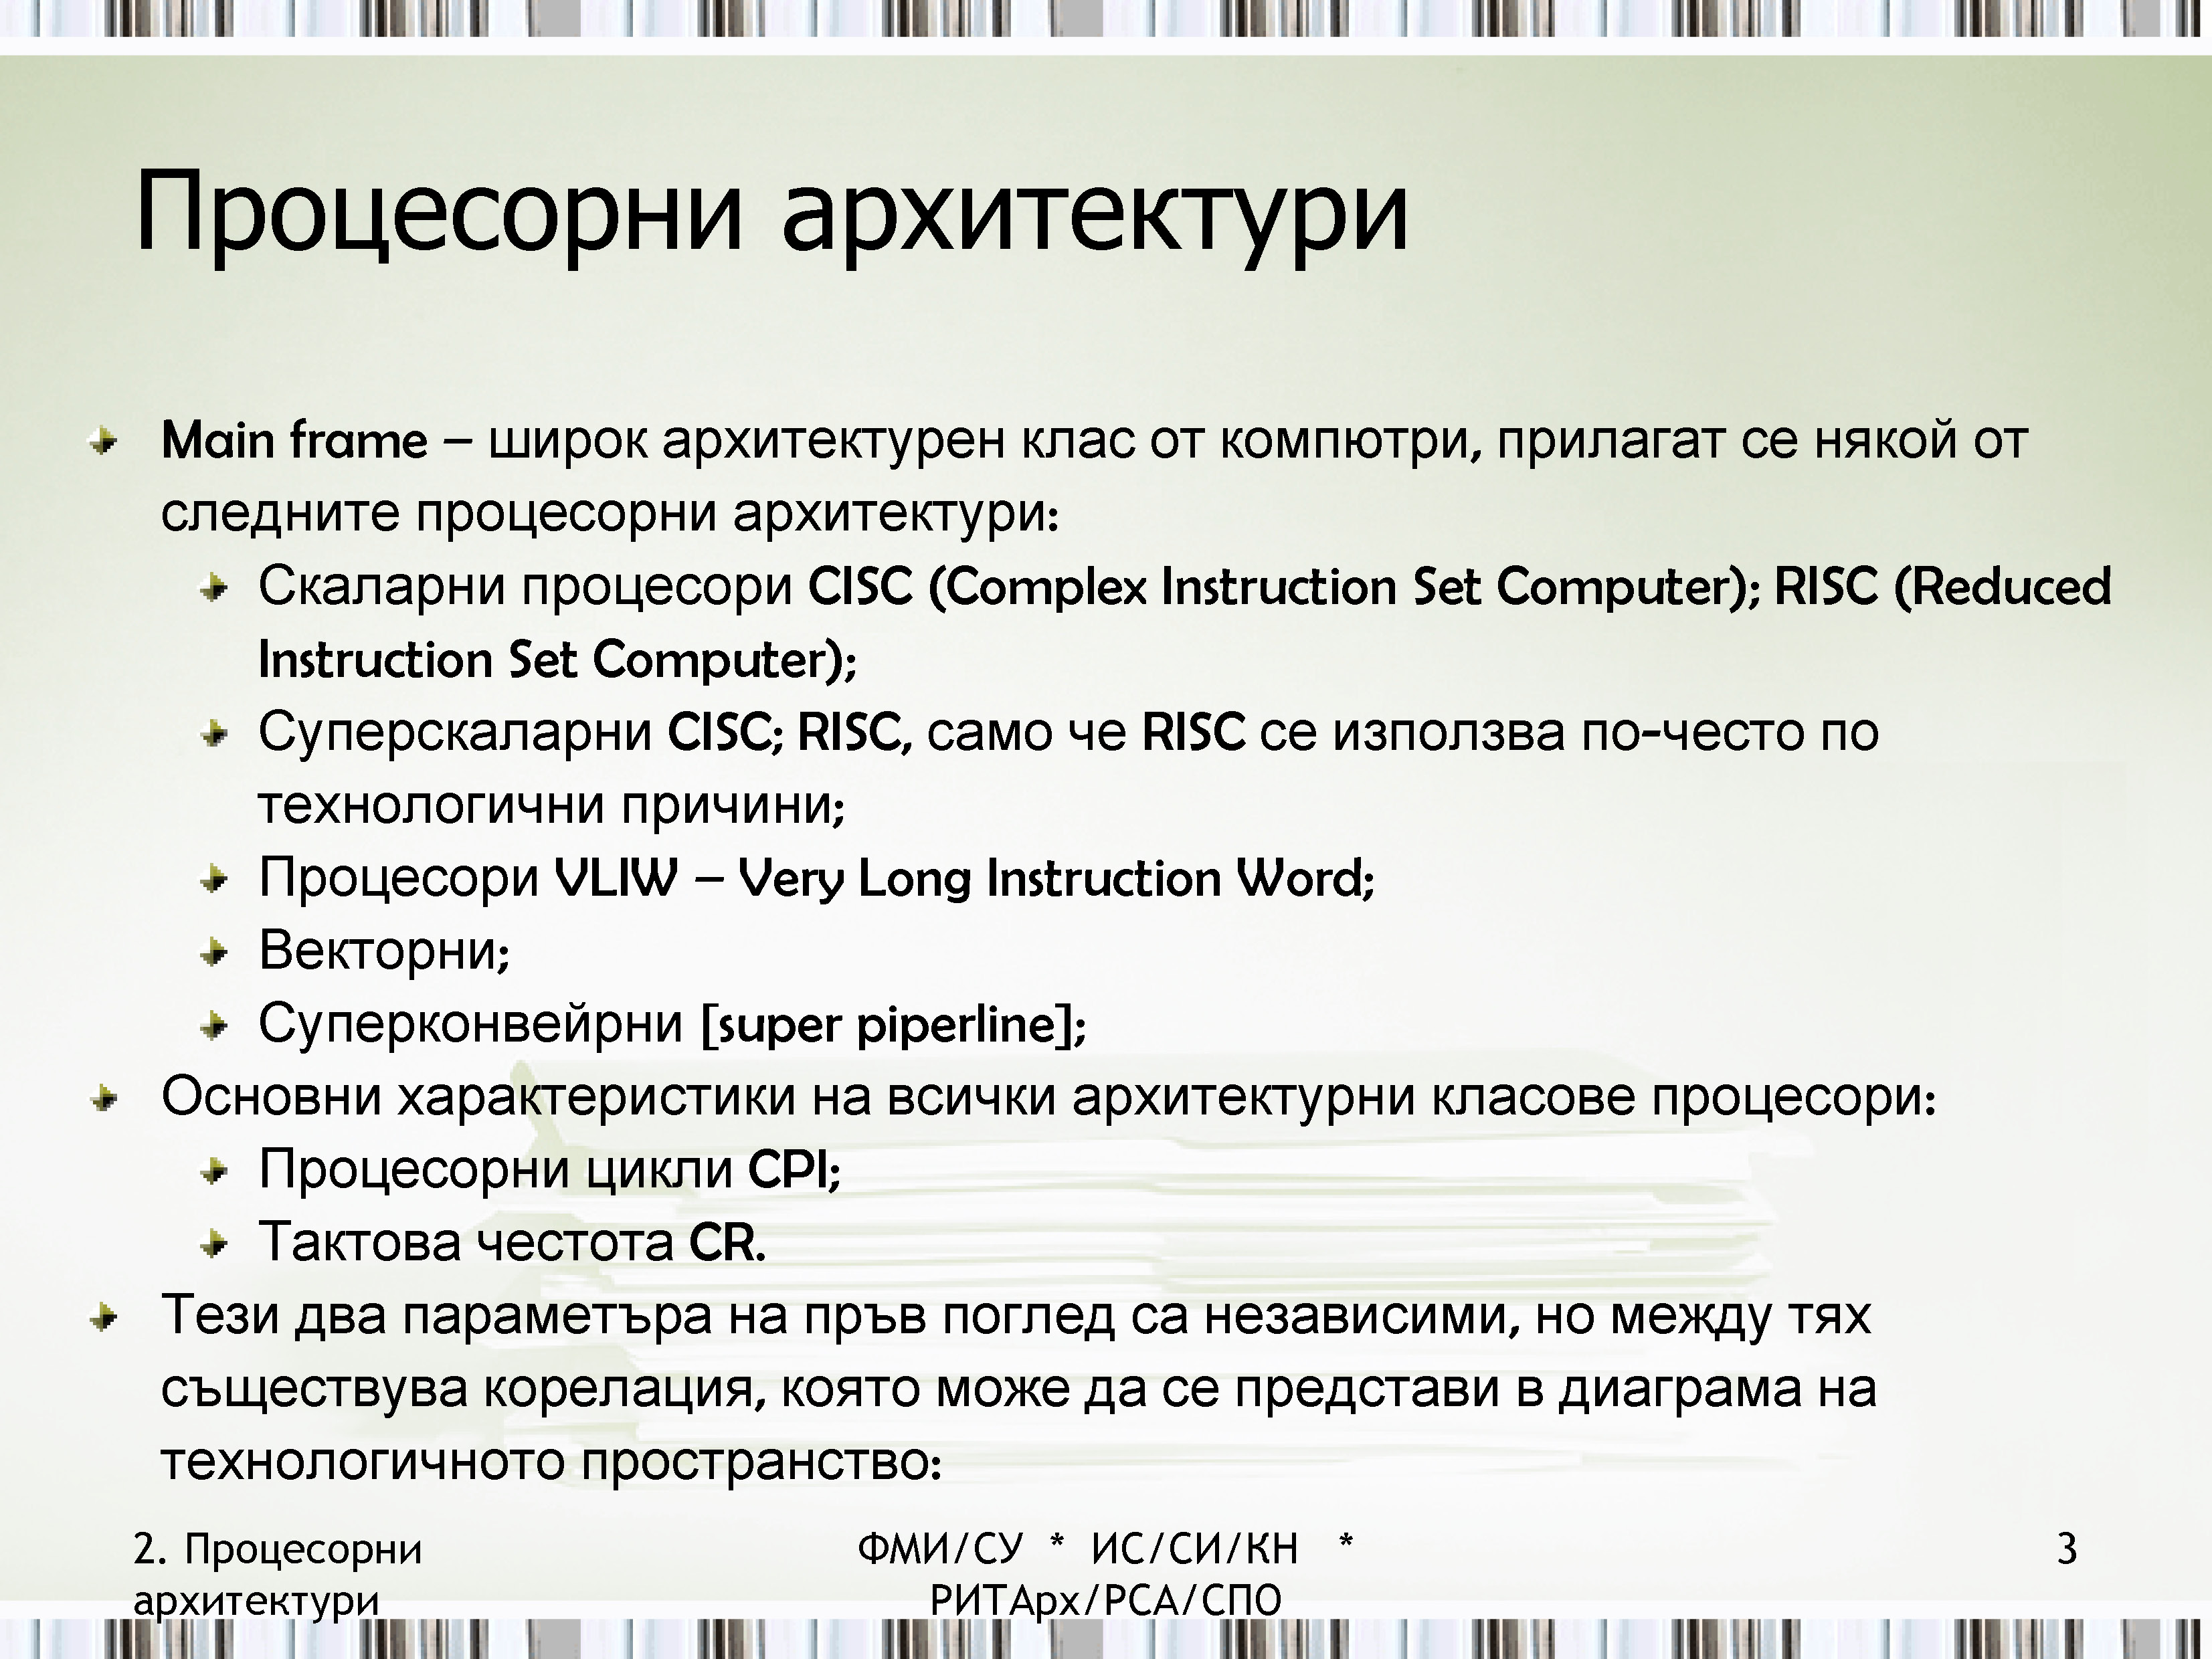 Процесорни архитектури
Main frame – широк архитектурен клас от компютри, прилагат се някой от
следните процесорни архитектури:
Скаларни процесори CISC (Complex Instruction Set Computer); RISC (Reduced
Instruction Set Computer);
Суперскаларни CISC; RISC, само че RISC се използва по-често по
технологични причини;
Процесори VLIW – Very Long Instruction Word;
Векторни;
Суперконвейрни [super piperline];
Основни характеристики на всички архитектурни класове процесори:
Процесорни цикли CPI;
Тактова честота CR.
Тези два параметъра на пръв поглед са независими, но между тях
съществува корелация, която може да се представи в диаграма на
технологичното пространство:
2. Процесорни
архитектури
ФМИ/СУ * ИС/СИ/КН *
РИТАрх/РСА/СПО
3